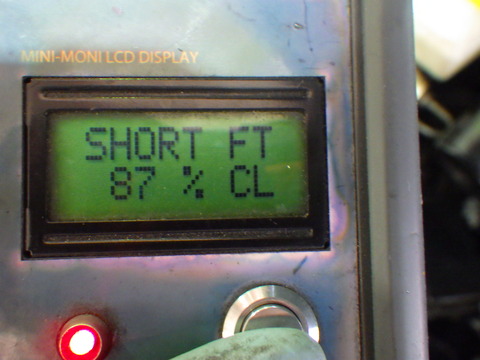 MINI-MONI LCD DISPLAY
SHORT FT
87 % CL